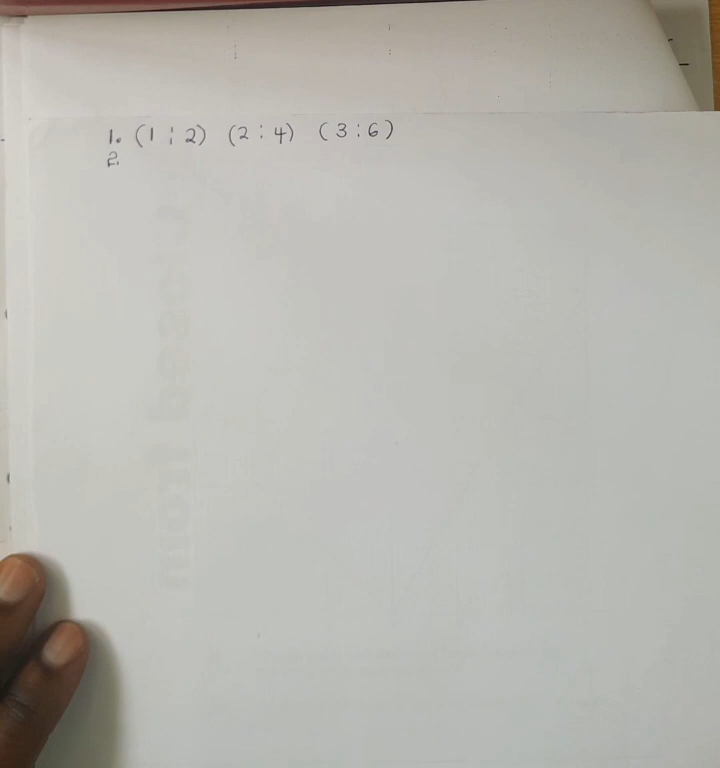 1. (1 : 2) (2 : 4) (3 : 6)
2.